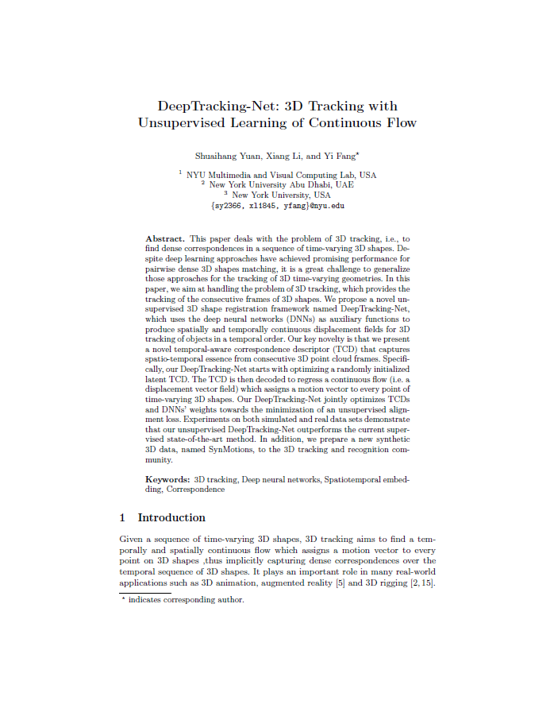 DeepTracking-Net: 3D Tracking with
Unsupervised Learning of Continuous Flow
Shuaihang Yuan, Xiang Li, and Yi Fang*
1 NYU Multimedia and Visual Computing Lab, USA
2 New York University Abu Dhabi, UAE
3 New York University, USA
{sy2366, xl1845, yfang}@nyu.edu
Abstract. This paper deals with the problem of 3D tracking, i.e., to
find dense correspondences in a sequence of time-varying 3D shapes. De-
spite deep learning approaches have achieved promising performance for
pairwise dense 3D shapes matching, it is a great challenge to generalize
those approaches for the tracking of 3D time-varying geometries. In this
paper, we aim at handling the problem of 3D tracking, which provides the
tracking of the consecutive frames of 3D shapes. We propose a novel un-
supervised 3D shape registration framework named DeepTracking-Net,
which uses the deep neural networks (DNNs) as auxiliary functions to
produce spatially and temporally continuous displacement fields for 3D
tracking of objects in a temporal order. Our key novelty is that we present
a novel temporal-aware correspondence descriptor (TCD) that captures
spatio-temporal essence from consecutive 3D point cloud frames. Specifi-
cally, our DeepTracking-Net starts with optimizing a randomly initialized
latent TCD. The TCD is then decoded to regress a continuous flow (i.e. a
displacement vector field) which assigns a motion vector to every point of
time-varying 3D shapes. Our DeepTracking-Net jointly optimizes TCDs
and DNNs' weights towards the minimization of an unsupervised align-
ment loss. Experiments on both simulated and real data sets demonstrate
that our unsupervised DeepTracking-Net outperforms the current super-
vised state-of-the-art method. In addition, we prepare a new synthetic
3D data, named SynMotions, to the 3D tracking and recognition com-
munity.
Keywords: 3D tracking, Deep neural networks, Spatiotemporal embed-
ding, Correspondence
1 Introduction
Given a sequence of time-varying 3D shapes, 3D tracking aims to find a tem-
porally and spatially continuous flow which assigns a motion vector to every
point on 3D shapes ,thus implicitly capturing dense correspondences over the
temporal sequence of 3D shapes. It plays an important role in many real-world
applications such as 3D animation, augmented reality [5] and 3D rigging [2, 15].
* indicates corresponding author.